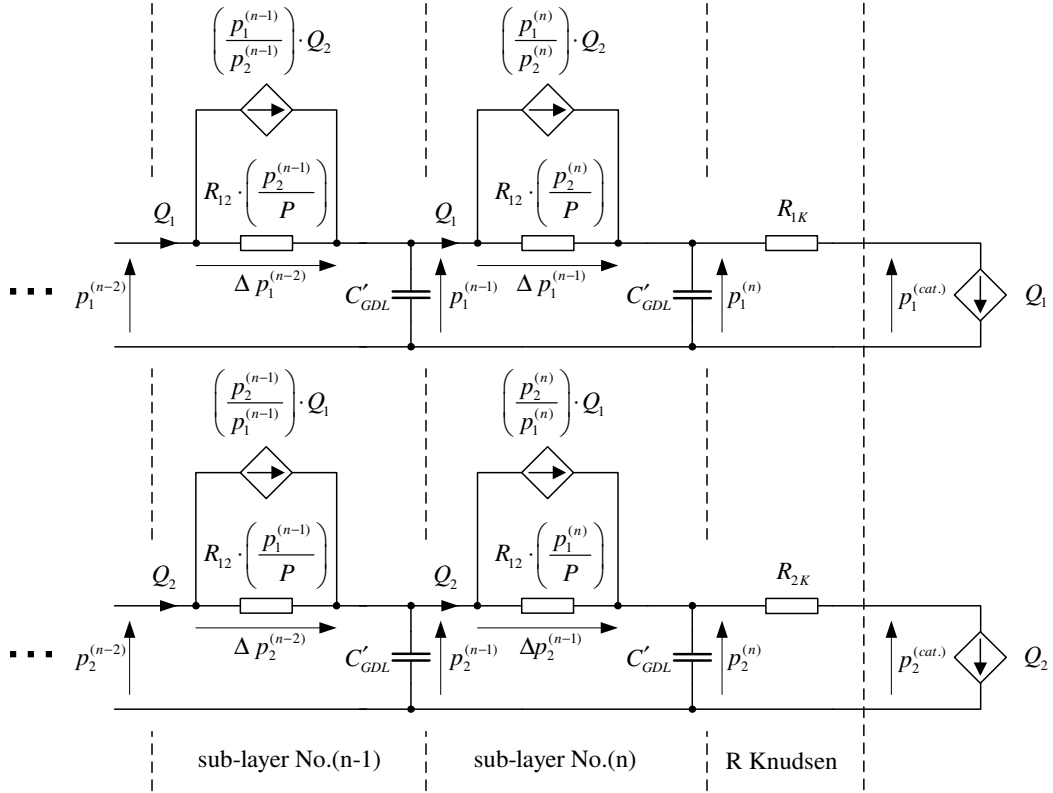 (p₁⁽ⁿ⁻¹⁾ / p₂⁽ⁿ⁻¹⁾) · Q₂
(p₁⁽ⁿ⁾ / p₂⁽ⁿ⁾) · Q₂
R₁₂ · (p₂⁽ⁿ⁻¹⁾ / P)
R₁₂ · (p₂⁽ⁿ⁾ / P)
Q₁
Q₁
R₁K
...
p₁⁽ⁿ⁻²⁾
Δ p₁⁽ⁿ⁻²⁾
C′GDL
p₁⁽ⁿ⁻¹⁾
Δ p₁⁽ⁿ⁻¹⁾
C′GDL
p₁⁽ⁿ⁾
p₁(cat.)
Q₁
(p₂⁽ⁿ⁻¹⁾ / p₁⁽ⁿ⁻¹⁾) · Q₁
(p₂⁽ⁿ⁾ / p₁⁽ⁿ⁾) · Q₁
R₁₂ · (p₁⁽ⁿ⁻¹⁾ / P)
R₁₂ · (p₁⁽ⁿ⁾ / P)
Q₂
Q₂
R₂K
...
p₂⁽ⁿ⁻²⁾
Δ p₂⁽ⁿ⁻²⁾
C′GDL
p₂⁽ⁿ⁻¹⁾
Δp₂⁽ⁿ⁻¹⁾
C′GDL
p₂⁽ⁿ⁾
p₂(cat.)
Q₂
sub-layer No.(n-1)
sub-layer No.(n)
R Knudsen